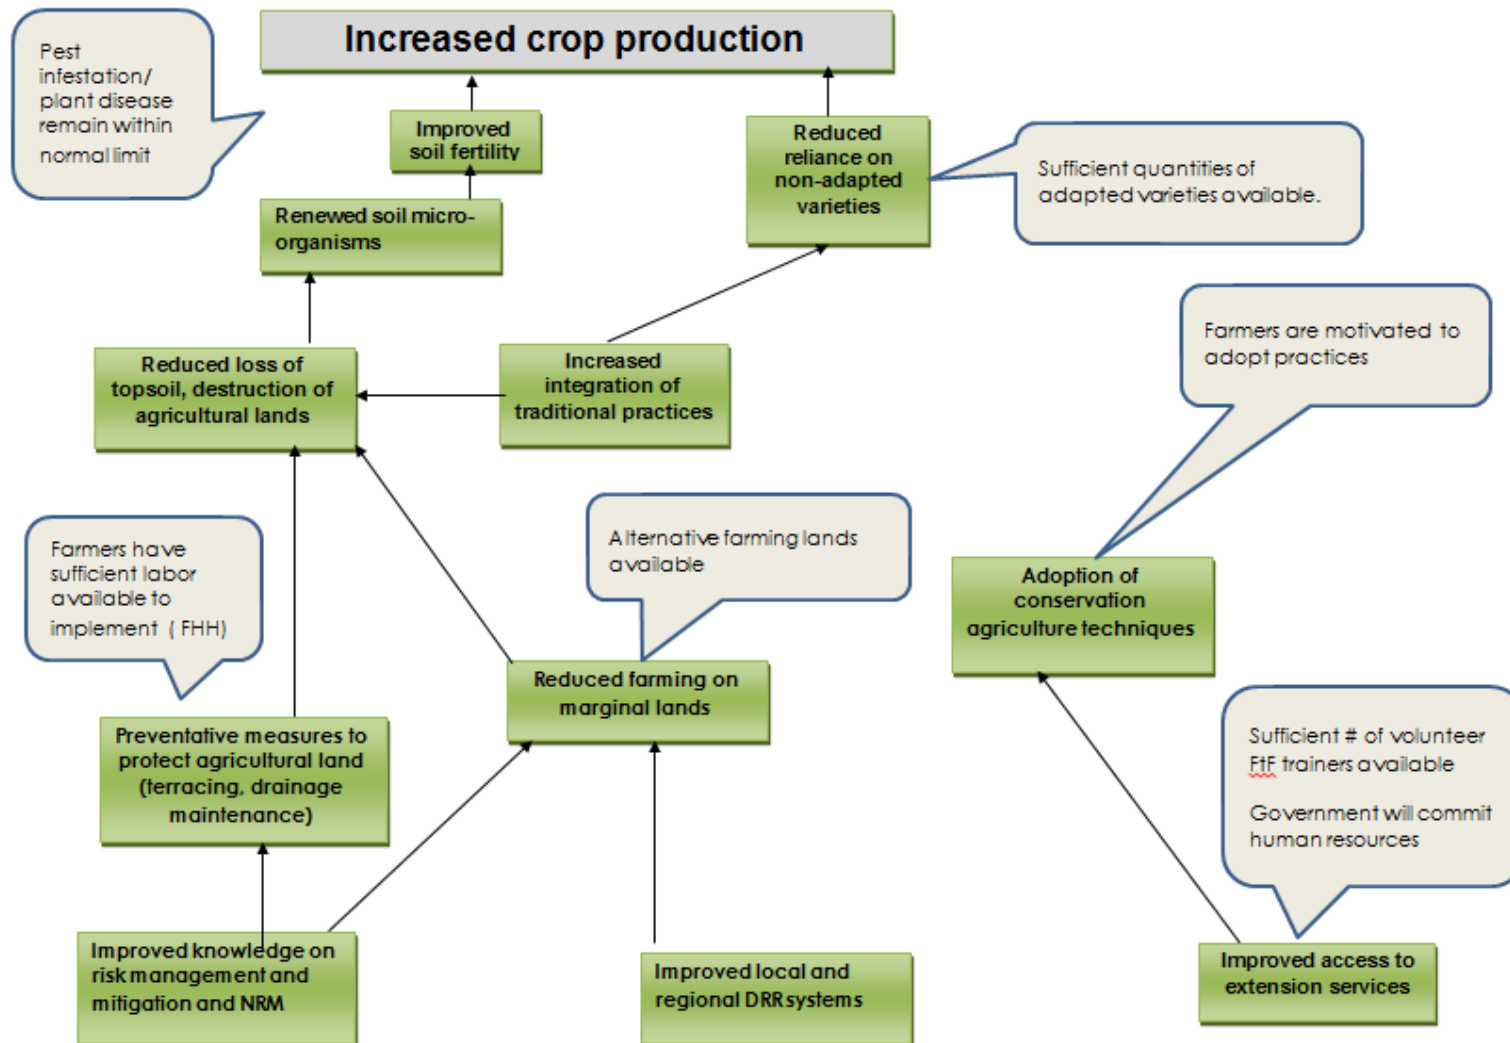 Increased crop production
Pest
infestation/
plant disease
remain within
normal limit
Improved
soil fertility
Reduced
reliance on
non-adapted
varieties
Sufficient quantities of
adapted varieties available.
Renewed soil micro-
organisms
Farmers are motivated to
adopt practices
Reduced loss of
topsoil, destruction of
agricultural lands
Increased
integration of
traditional practices
Farmers have
sufficient labor
available to
implement ( FHH)
Alternative farming lands
available
Adoption of
conservation
agriculture techniques
Reduced farming on
marginal lands
Preventative measures to
protect agricultural land
(terracing, drainage
maintenance)
Sufficient # of volunteer
FtF trainers available
Government will commit
human resources
Improved knowledge on
risk management and
mitigation and NRM
Improved local and
regional DRR systems
Improved access to
extension services